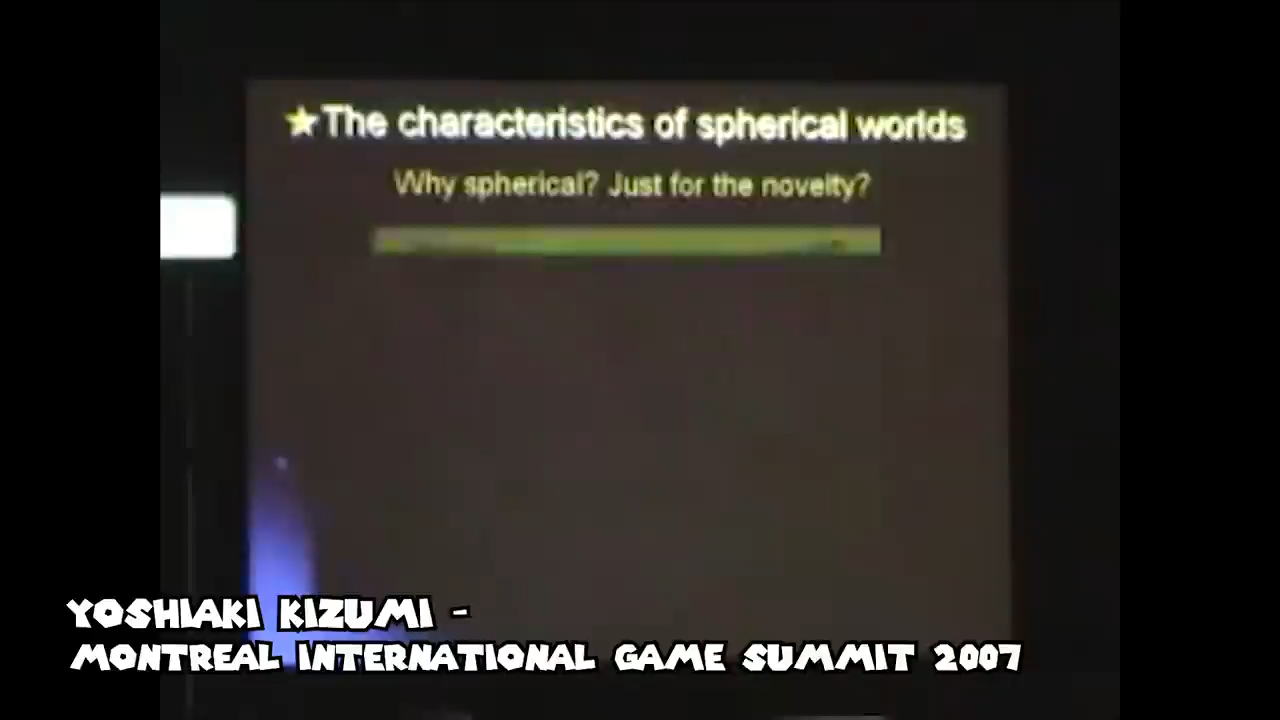 ★The characteristics of spherical worlds
Why spherical? Just for the novelty?
YOSHIAKI KIZUMI -
MONTREAL INTERNATIONAL GAME SUMMIT 2007